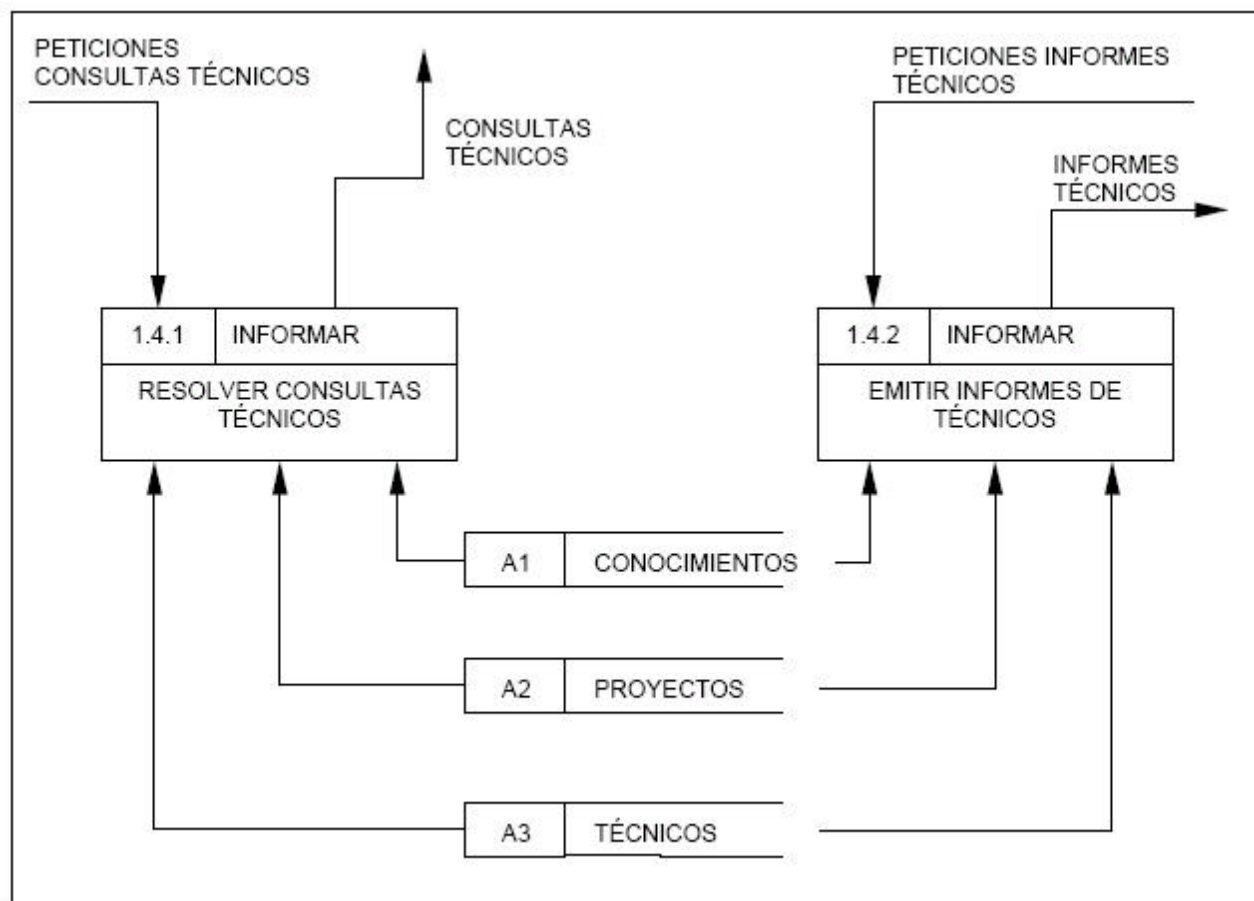 PETICIONES
CONSULTAS TÉCNICOS
CONSULTAS
TÉCNICOS
PETICIONES INFORMES
TÉCNICOS
INFORMES
TÉCNICOS
1.4.1 INFORMAR
RESOLVER CONSULTAS
TÉCNICOS
1.4.2 INFORMAR
EMITIR INFORMES DE
TÉCNICOS
A1 CONOCIMIENTOS
A2 PROYECTOS
A3 TÉCNICOS